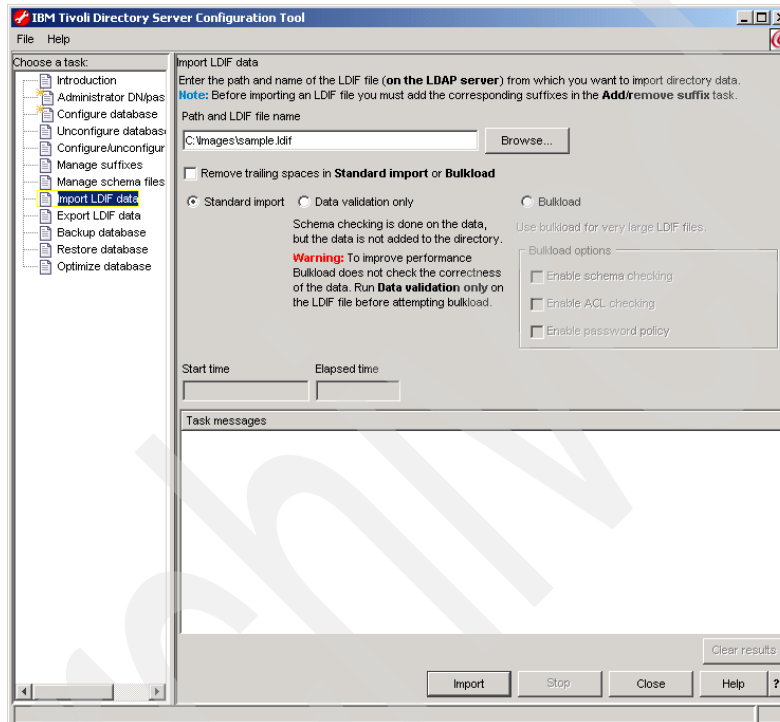 IBM Tivoli Directory Server Configuration Tool
File Help
Choose a task:
Introduction
Administrator DN/pas
Configure database
Unconfigure databas
Configure/unconfigur
Manage suffixes
Manage schema files
Import LDIF data
Export LDIF data
Backup database
Restore database
Optimize database
Import LDIF data
Enter the path and name of the LDIF file (on the LDAP server) from which you want to import directory data.
Note: Before importing an LDIF file you must add the corresponding suffixes in the Add/remove suffix task.
Path and LDIF file name
C:\Images\sample.ldif
Browse...
Remove trailing spaces in Standard import or Bulkload
Standard import
Data validation only
Schema checking is done on the data,
but the data is not added to the directory.
Warning: To improve performance
Bulkload does not check the correctness
of the data. Run Data validation only on
the LDIF file before attempting bulkload.
Bulkload
Use bulkload for very large LDIF files.
Bulkload options
Enable schema checking
Enable ACL checking
Enable password policy
Start time
Elapsed time
Task messages
Clear results
Import Stop Close Help ?